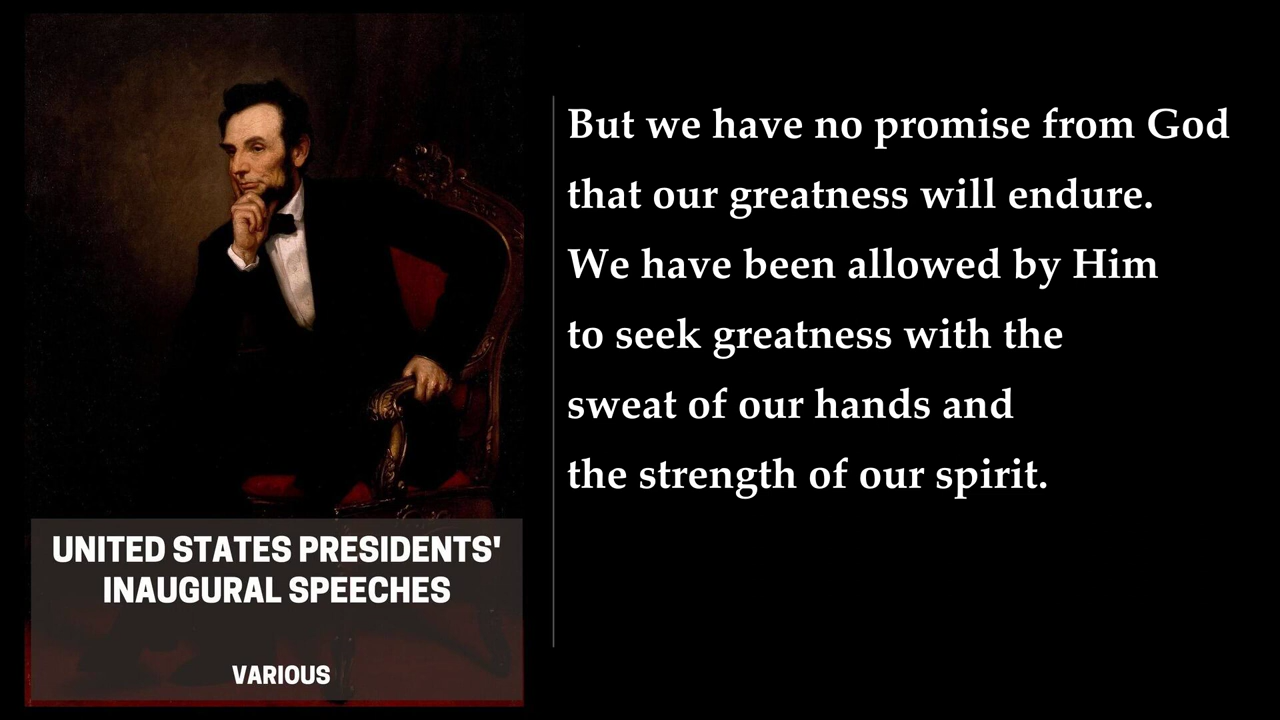 But we have no promise from God
that our greatness will endure.
We have been allowed by Him
to seek greatness with the
sweat of our hands and
the strength of our spirit.
UNITED STATES PRESIDENTS'
INAUGURAL SPEECHES
VARIOUS